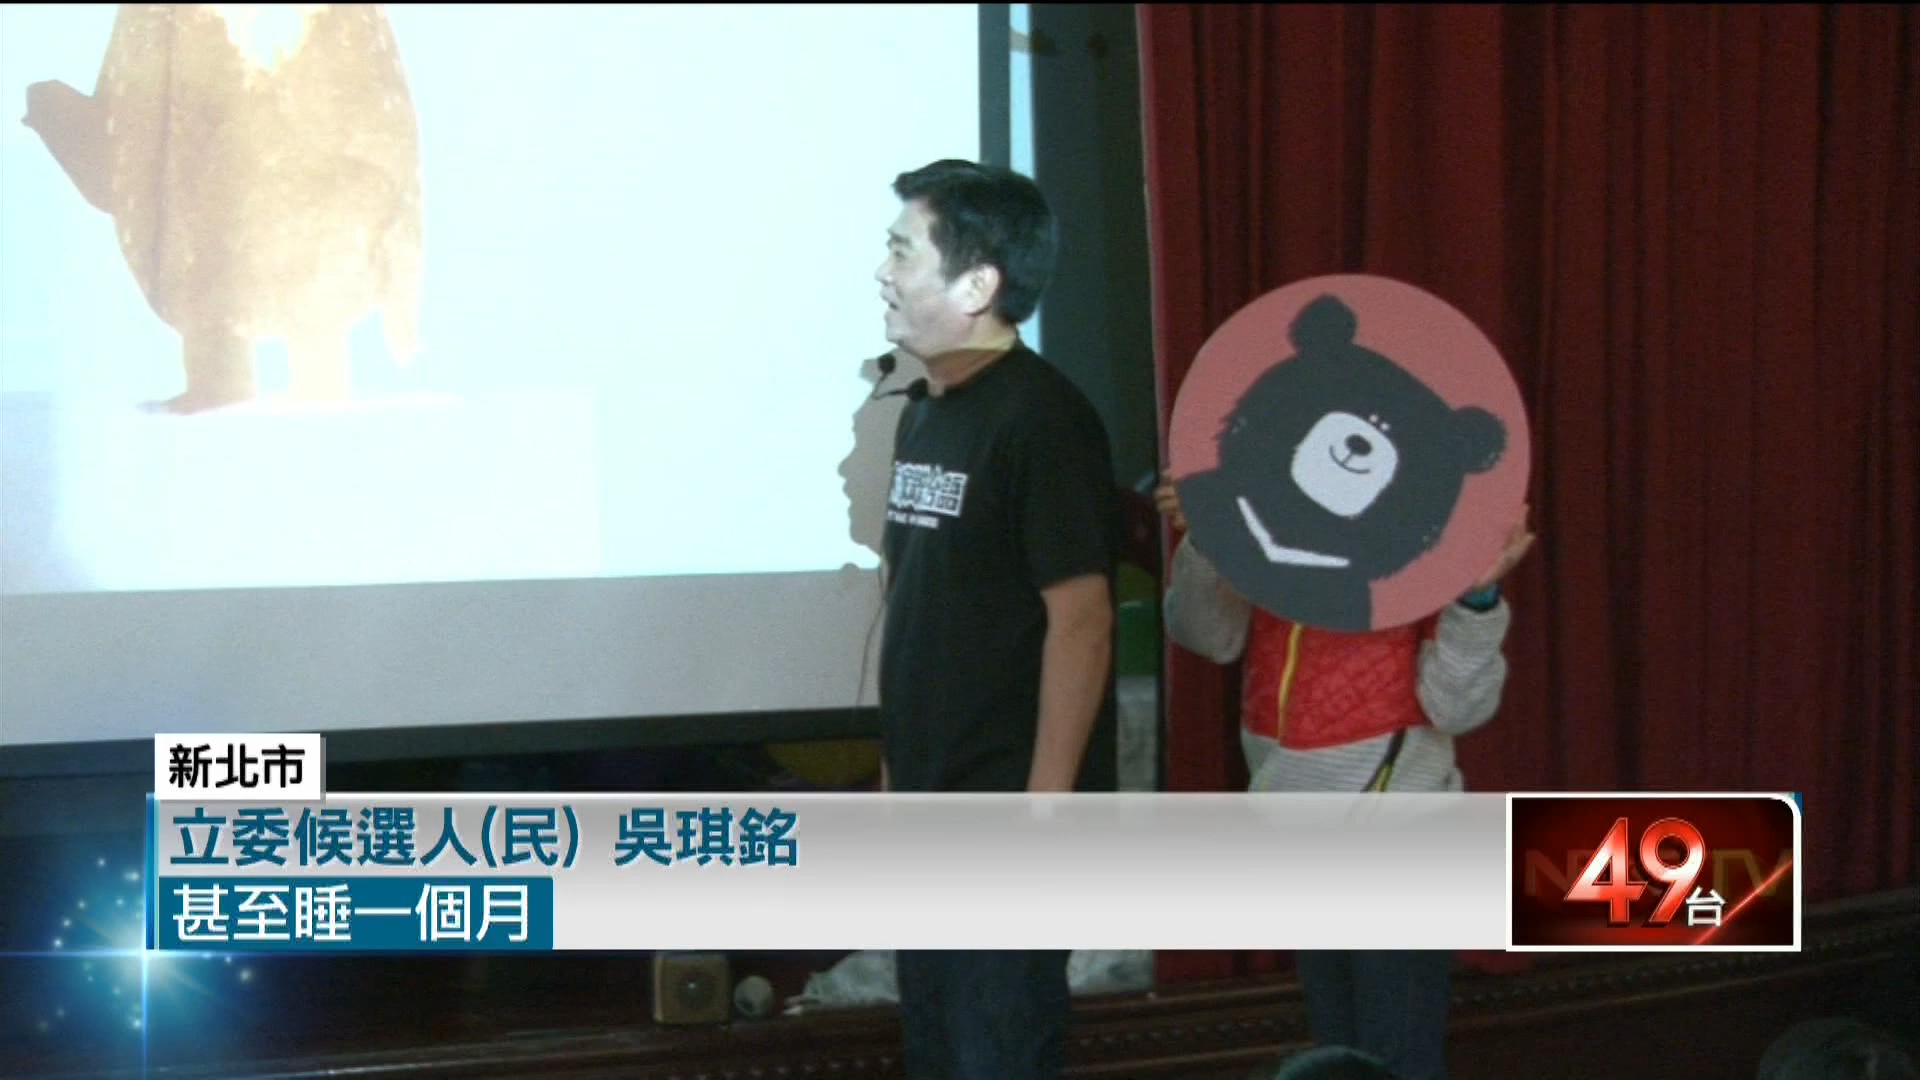 新北市
立委候選人(民) 吳琪銘
甚至睡一個月
49台